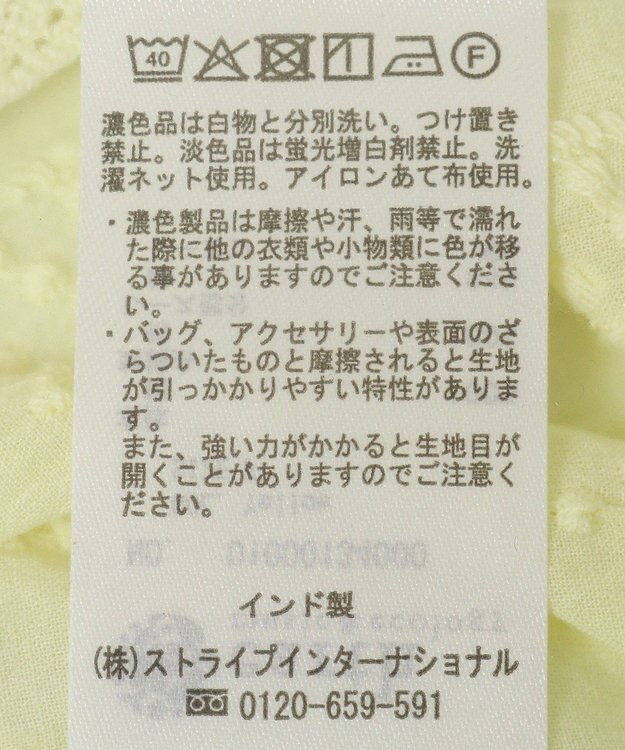 40 F
濃色品は白物と分別洗い。つけ置き
禁止。淡色品は蛍光増白剤禁止。洗
濯ネット使用。アイロンあて布使用。
・濃色製品は摩擦や汗、雨等で濡れ
た際に他の衣類や小物類に色が移
る事がありますのでご注意くださ
い。
・バッグ、アクセサリーや表面のざ
らついたものと摩擦されると生地
が引っかかりやすい特性がありま
す。
また、強い力がかかると生地目が
開くことがありますのでご注意く
ださい。
インド製
(株)ストライプインターナショナル
0120-659-591